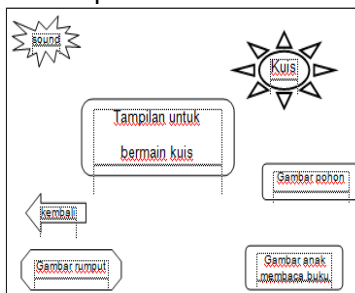 sound
Kuis
Tampilan untuk
bermain kuis
Gambar pohon
kembali
Gambar rumput
Gambar anak
membaca buku